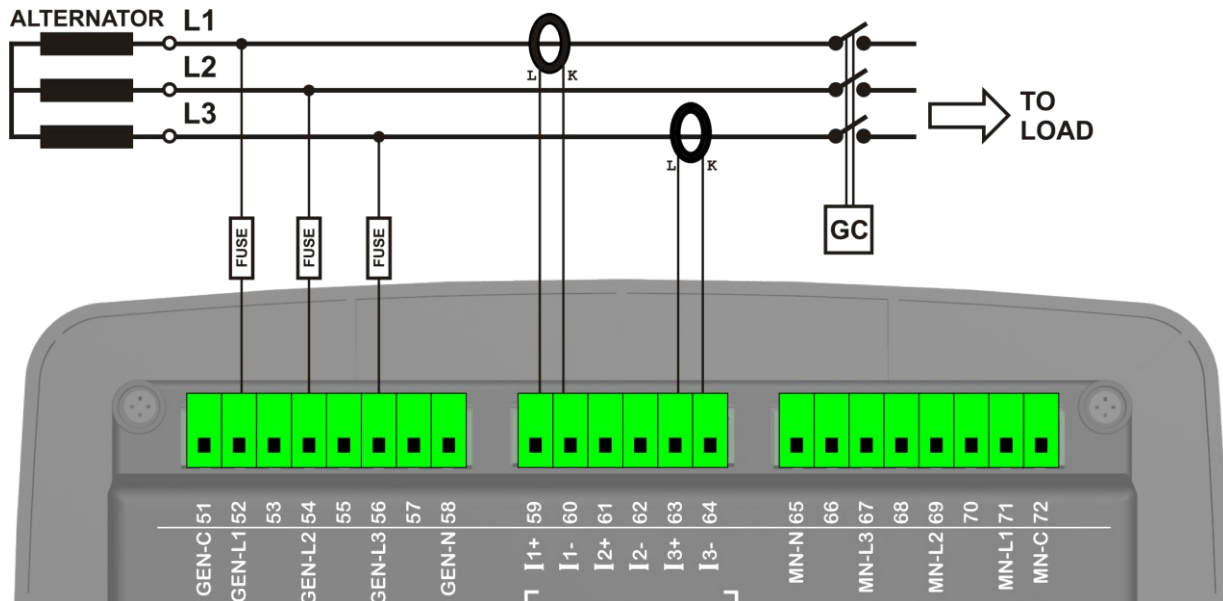 ALTERNATOR L1
L2
L3
L K
L K
TO
LOAD
FUSE
FUSE
FUSE
GC
GEN-C 51
GEN-L1 52
53
GEN-L2 54
55
GEN-L3 56
57
GEN-N 58
I1+ 59
I1- 60
I2+ 61
I2- 62
I3+ 63
I3- 64
MN-N 65
66
MN-L3 67
68
MN-L2 69
70
MN-L1 71
MN-C 72